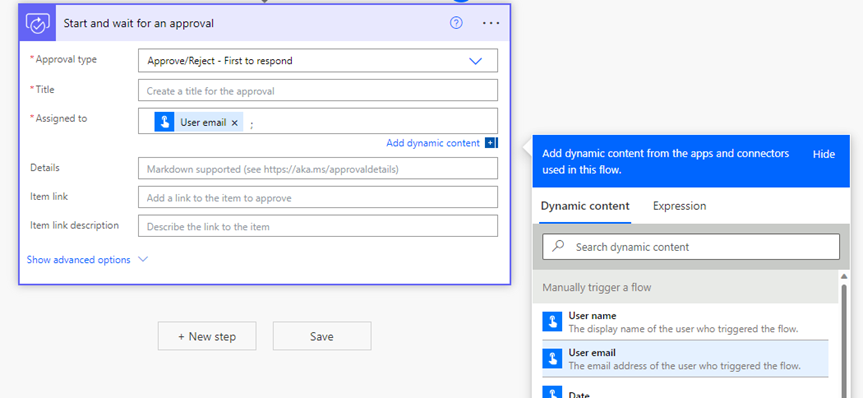 Start and wait for an approval
? ...
* Approval type
Approve/Reject - First to respond
* Title
Create a title for the approval
* Assigned to
User email × ;
Add dynamic content
Details
Markdown supported (see https://aka.ms/approvaldetails)
Item link
Add a link to the item to approve
Item link description
Describe the link to the item
Show advanced options
+ New step
Save
Add dynamic content from the apps and connectors
used in this flow.
Hide
Dynamic content
Expression
Search dynamic content
Manually trigger a flow
User name
The display name of the user who triggered the flow.
User email
The email address of the user who triggered the flow.
Date